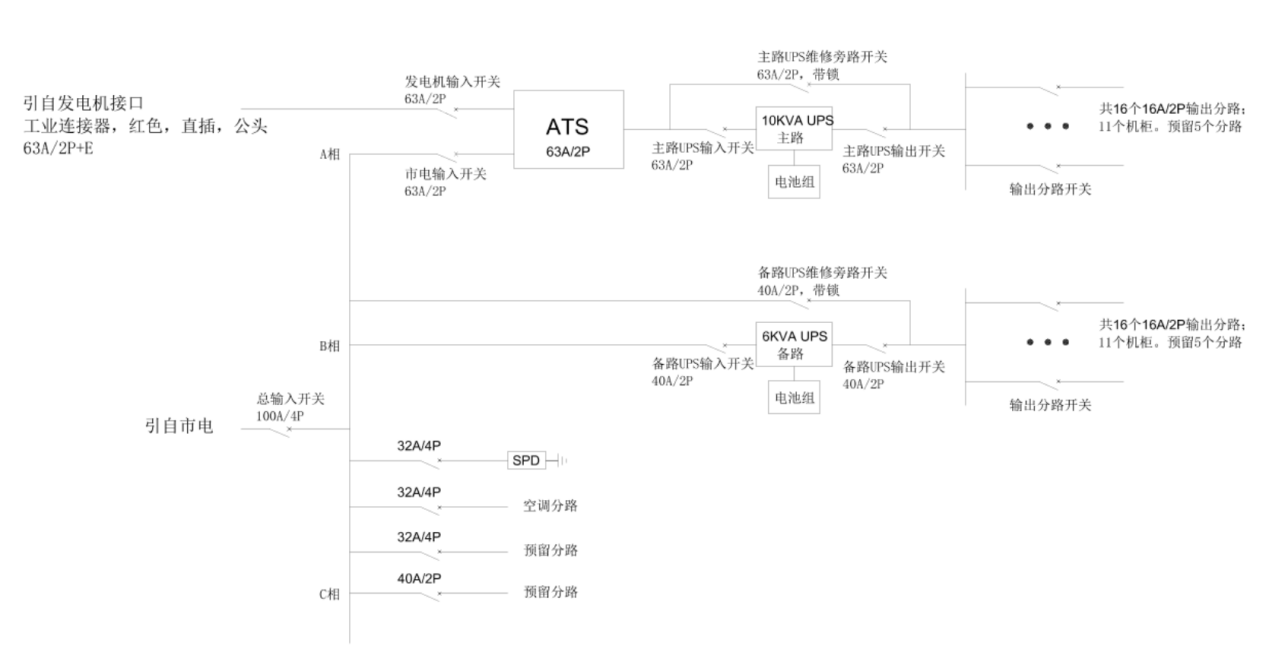 主路UPS维修旁路开关
63A/2P，带锁
发电机输入开关
63A/2P
引自发电机接口
工业连接器，红色，直插，公头
63A/2P+E
ATS
63A/2P
10KVA UPS
主路
共16个16A/2P输出分路；
11个机柜。预留5个分路
A相
市电输入开关
63A/2P
主路UPS输入开关
63A/2P
主路UPS输出开关
63A/2P
电池组
输出分路开关
备路UPS维修旁路开关
40A/2P，带锁
共16个16A/2P输出分路；
11个机柜。预留5个分路
B相
6KVA UPS
备路
备路UPS输入开关
40A/2P
备路UPS输出开关
40A/2P
电池组
输出分路开关
总输入开关
100A/4P
引自市电
32A/4P
SPD
32A/4P
空调分路
32A/4P
预留分路
40A/2P
C相
预留分路